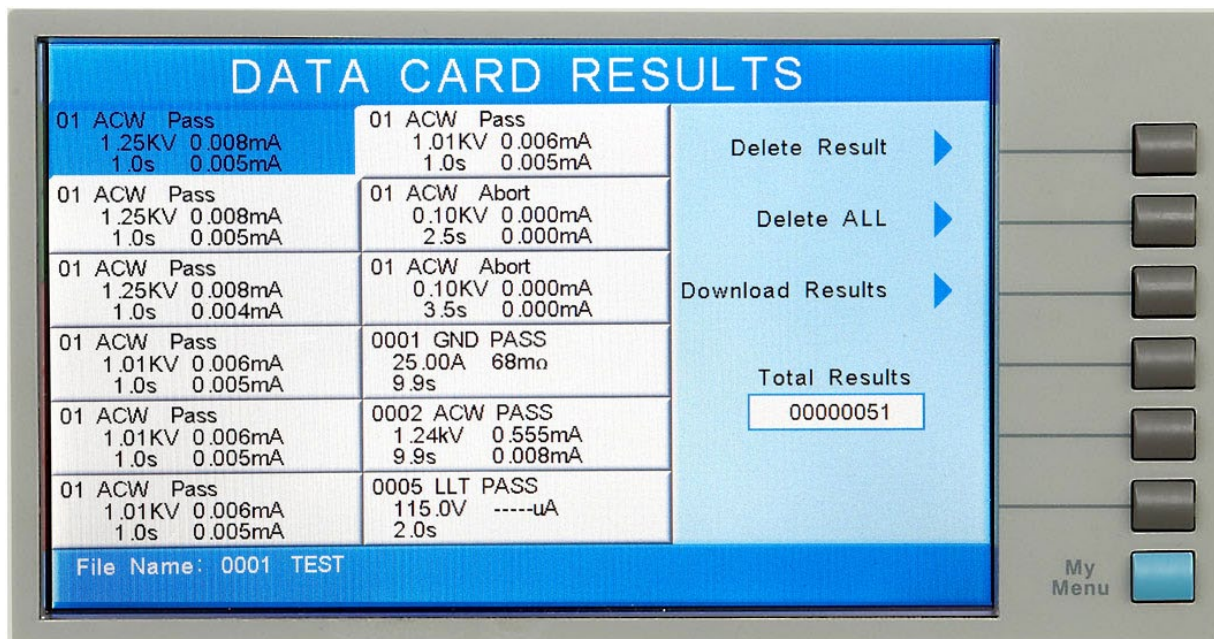 DATA CARD RESULTS
01 ACW Pass
1.25KV 0.008mA
1.0s 0.005mA
01 ACW Pass
1.25KV 0.008mA
1.0s 0.005mA
01 ACW Pass
1.25KV 0.008mA
1.0s 0.004mA
01 ACW Pass
1.01KV 0.006mA
1.0s 0.005mA
01 ACW Pass
1.01KV 0.006mA
1.0s 0.005mA
01 ACW Pass
1.01KV 0.006mA
1.0s 0.005mA
01 ACW Pass
1.01KV 0.006mA
1.0s 0.005mA
01 ACW Abort
0.10KV 0.000mA
2.5s 0.000mA
01 ACW Abort
0.10KV 0.000mA
3.5s 0.000mA
0001 GND PASS
25.00A 68mΩ
9.9s
0002 ACW PASS
1.24kV 0.555mA
9.9s 0.008mA
0005 LLT PASS
115.0V -----uA
2.0s
Delete Result
Delete ALL
Download Results
Total Results
00000051
File Name: 0001 TEST
My
Menu